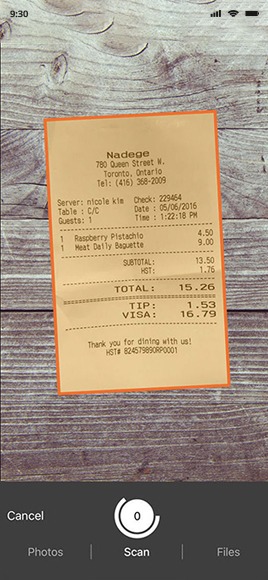 9:30
Nadege
780 Queen Street W.
Toronto, Ontario
Tel: (416) 368-2009
Server: nicole kim Check: 229464
Table : C/C Date : 05/06/2016
Guests: 1 Time : 1:22:18 PM
1 Raspberry Pistachio 4.50
1 Meat Daily Baguette 9.00
SUBTOTAL: 13.50
HST: 1.76
TOTAL: 15.26
TIP: 1.53
VISA: 16.79
Thank you for dining with us!
HST# 824579890RP0001
Cancel 0
Photos Scan Files